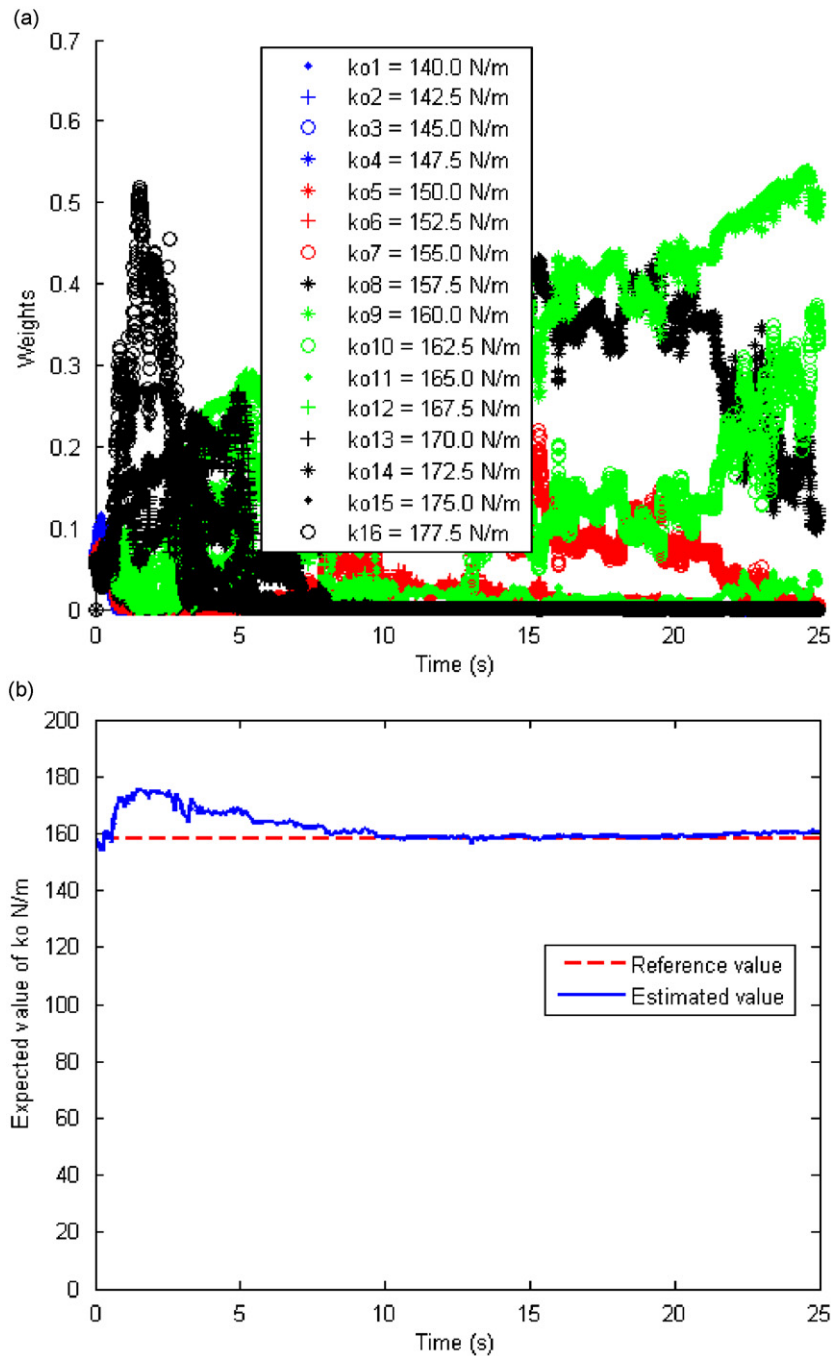 (a)
0.7
0.6
0.5
0.4
0.3
0.2
0.1
0
Weights
ko1 = 140.0 N/m
ko2 = 142.5 N/m
ko3 = 145.0 N/m
ko4 = 147.5 N/m
ko5 = 150.0 N/m
ko6 = 152.5 N/m
ko7 = 155.0 N/m
ko8 = 157.5 N/m
ko9 = 160.0 N/m
ko10 = 162.5 N/m
ko11 = 165.0 N/m
ko12 = 167.5 N/m
ko13 = 170.0 N/m
ko14 = 172.5 N/m
ko15 = 175.0 N/m
k16 = 177.5 N/m
0 5 10 15 20 25
Time (s)
(b)
200
180
160
140
120
100
80
60
40
20
0
Expected value of ko N/m
Reference value
Estimated value
0 5 10 15 20 25
Time (s)